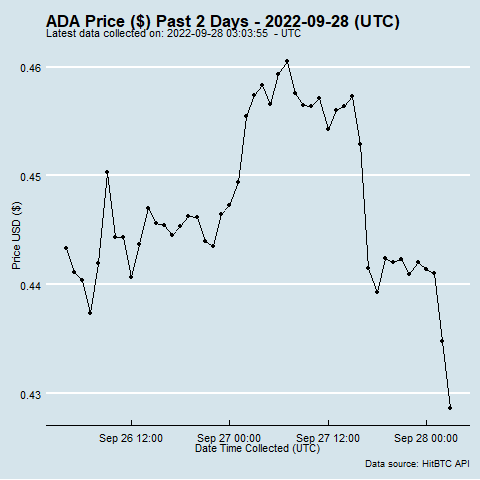 ADA Price ($) Past 2 Days - 2022-09-28 (UTC)
Latest data collected on: 2022-09-28 03:03:55  - UTC
0.46
0.45
0.44
0.43
Price USD ($)
Sep 26 12:00 Sep 27 00:00 Sep 27 12:00 Sep 28 00:00
Date Time Collected (UTC)
Data source: HitBTC API